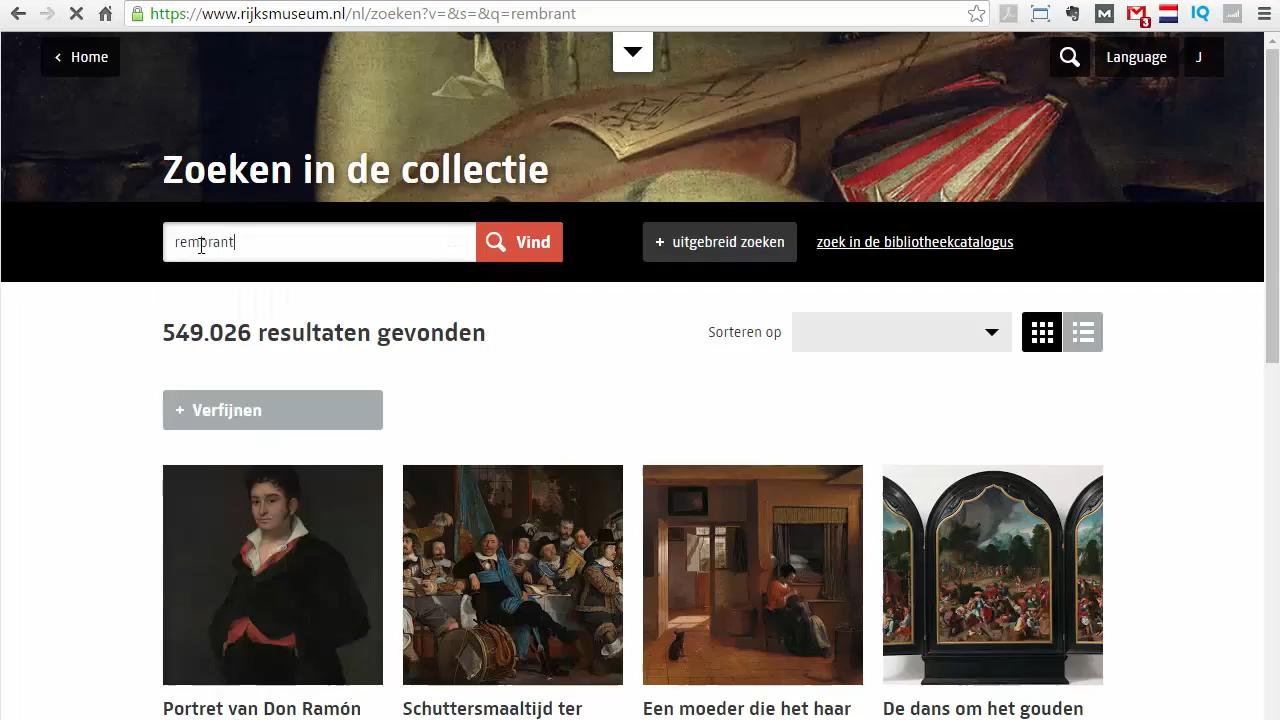 https://www.rijksmuseum.nl/nl/zoeken?v=&s=&q=rembrant
M
3
IQ
Home
Language
J
Zoeken in de collectie
rembrant
Vind
+ uitgebreid zoeken
zoek in de bibliotheekcatalogus
549.026 resultaten gevonden
Sorteren op
+ Verfijnen
Portret van Don Ramón
Schuttersmaaltijd ter
Een moeder die het haar
De dans om het gouden